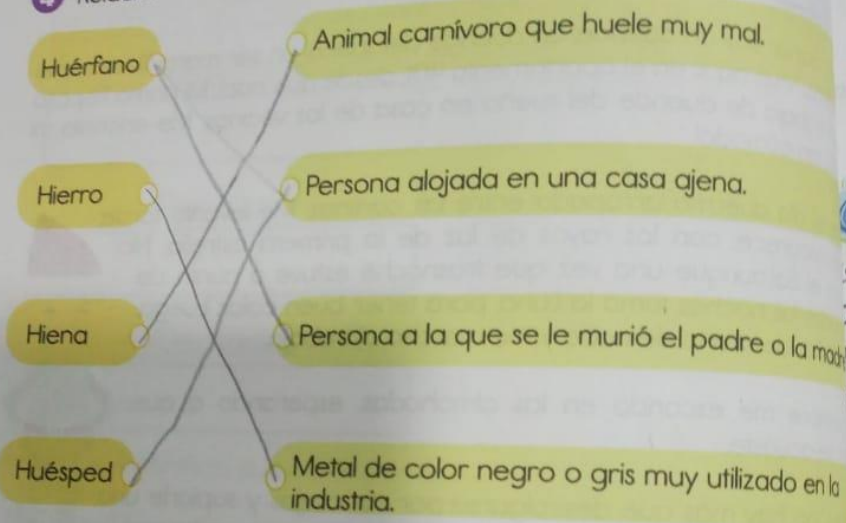 Huérfano
Animal carnívoro que huele muy mal.
Hierro
Persona alojada en una casa ajena.
Hiena
Persona a la que se le murió el padre o la
Huésped
Metal de color negro o gris muy utilizado en la
industria.